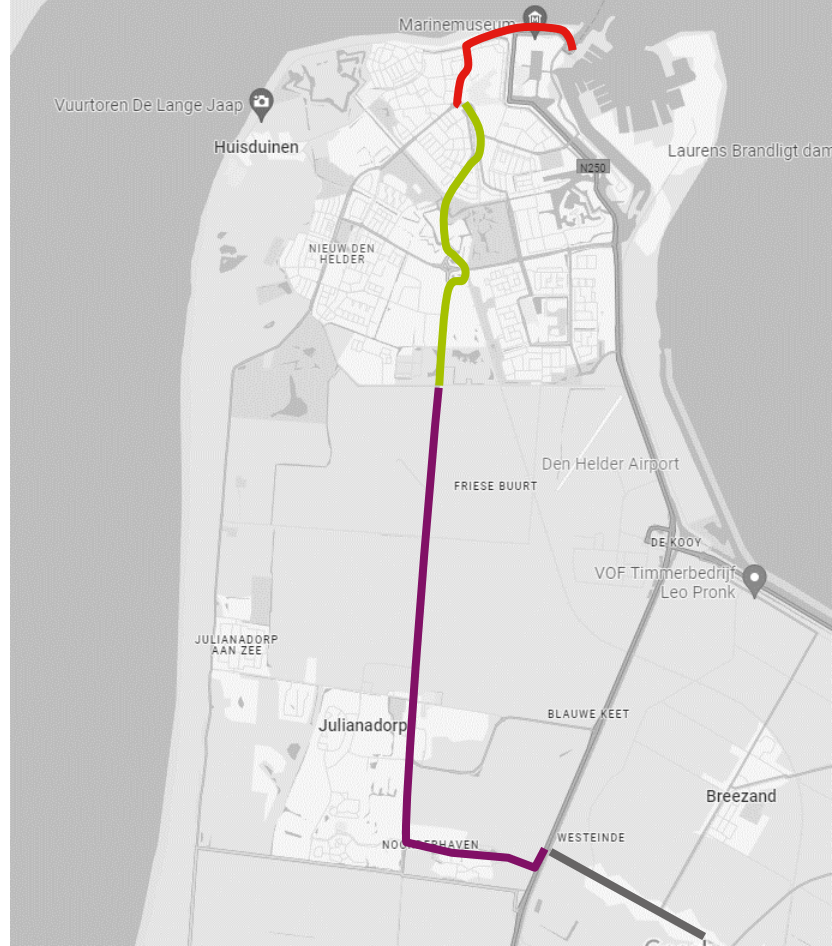 Marinemuseum
Vuurtoren De Lange Jaap
Huisduinen
Laurens Brandligt dam
N250
NIEUW DEN
HELDER
Den Helder Airport
FRIESE BUURT
DE KOOY
VOF Timmerbedrijf
Leo Pronk
JULIANADORP
AAN ZEE
BLAUWE KEET
Julianadorp
Breezand
WESTEINDE
NOORDERHAVEN